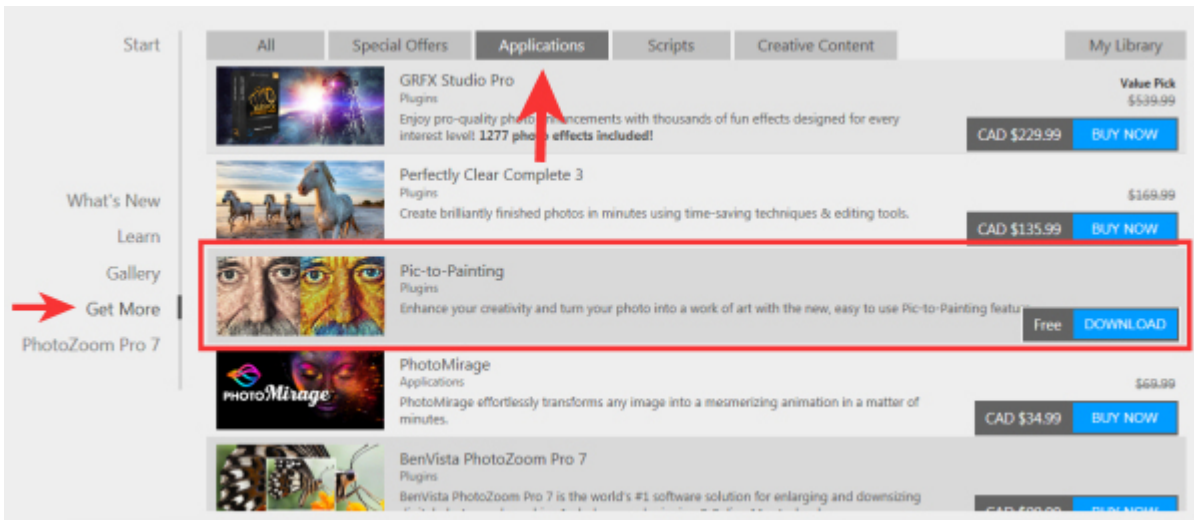 Start
All
Special Offers
Applications
Scripts
Creative Content
My Library
GRFX Studio Pro
Plugins
Enjoy pro-quality photo enhancements with thousands of fun effects designed for every
interest level! 1277 photo effects included!
Value Pick
$539.99
CAD $229.99
BUY NOW
Perfectly Clear Complete 3
Plugins
Create brilliantly finished photos in minutes using time-saving techniques & editing tools.
$169.99
CAD $135.99
BUY NOW
What's New
Learn
Gallery
Get More
PhotoZoom Pro 7
Pic-to-Painting
Plugins
Enhance your creativity and turn your photo into a work of art with the new, easy to use Pic-to-Painting
Free
DOWNLOAD
PhotoMirage
Applications
PHOTO Mirage
PhotoMirage effortlessly transforms any image into a mesmerizing animation in a matter of
minutes.
$69.99
CAD $34.99
BUY NOW
BenVista PhotoZoom Pro 7
Plugins
BenVista PhotoZoom Pro 7 is the world's #1 software solution for enlarging and downsizing